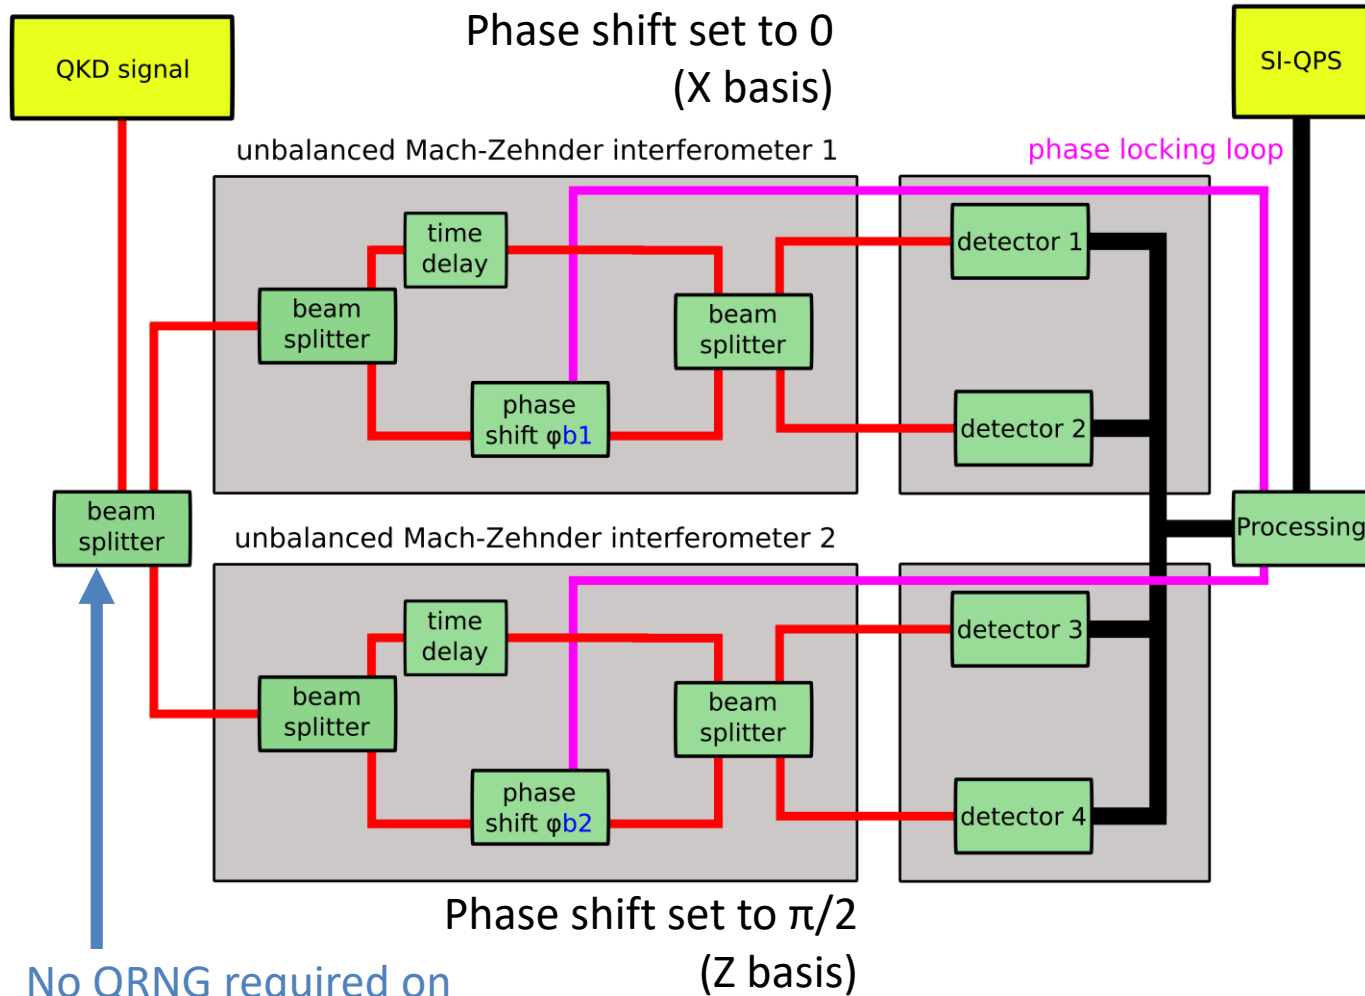 Phase shift set to 0
(X basis)
QKD signal
SI-QPS
unbalanced Mach-Zehnder interferometer 1
phase locking loop
time
delay
beam
splitter
beam
splitter
phase
shift φb1
detector 1
detector 2
beam
splitter
Processing
unbalanced Mach-Zehnder interferometer 2
time
delay
beam
splitter
beam
splitter
phase
shift φb2
detector 3
detector 4
Phase shift set to π/2
(Z basis)
No QRNG required on